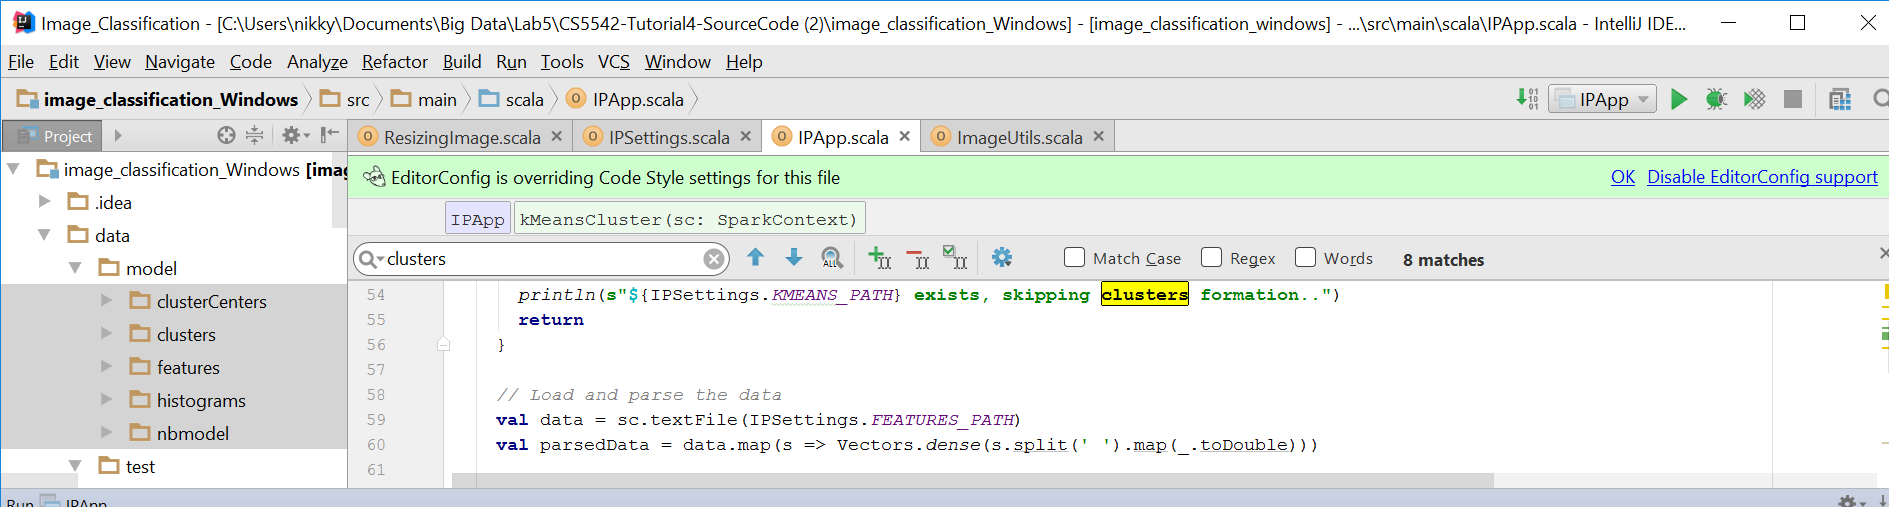 Image_Classification - [C:\Users\nikky\Documents\Big Data\Lab5\CS5542-Tutorial4-SourceCode (2)\image_classification_Windows] - [image_classification_windows] - ...\src\main\scala\IPApp.scala - IntelliJ IDE...
File Edit View Navigate Code Analyze Refactor Build Run Tools VCS Window Help
image_classification_Windows src main scala IPApp.scala IPApp
Project ResizingImage.scala IPSettings.scala IPApp.scala ImageUtils.scala
image_classification_Windows [imag
EditorConfig is overriding Code Style settings for this file OK Disable EditorConfig support
.idea
IPApp kMeansCluster(sc: SparkContext)
data
clusters Match Case Regex Words 8 matches
model
54 println(s"${IPSettings.KMEANS_PATH} exists, skipping clusters formation..")
clusterCenters
55 return
clusters
56 }
57
features
58 // Load and parse the data
histograms
59 val data = sc.textFile(IPSettings.FEATURES_PATH)
nbmodel
60 val parsedData = data.map(s => Vectors.dense(s.split(' ').map(_.toDouble)))
test
61
Run IPApp